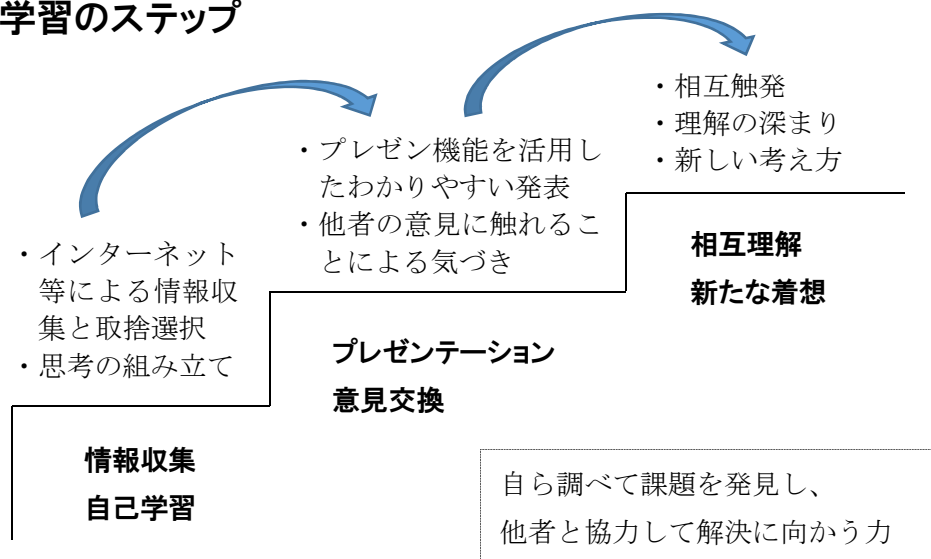 学習のステップ
・インターネット
等による情報収
集と取捨選択
・思考の組み立て
情報収集
自己学習
・プレゼン機能を活用し
たわかりやすい発表
・他者の意見に触れるこ
とによる気づき
プレゼンテーション
意見交換
・相互触発
・理解の深まり
・新しい考え方
相互理解
新たな着想
自ら調べて課題を発見し、
他者と協力して解決に向かう力